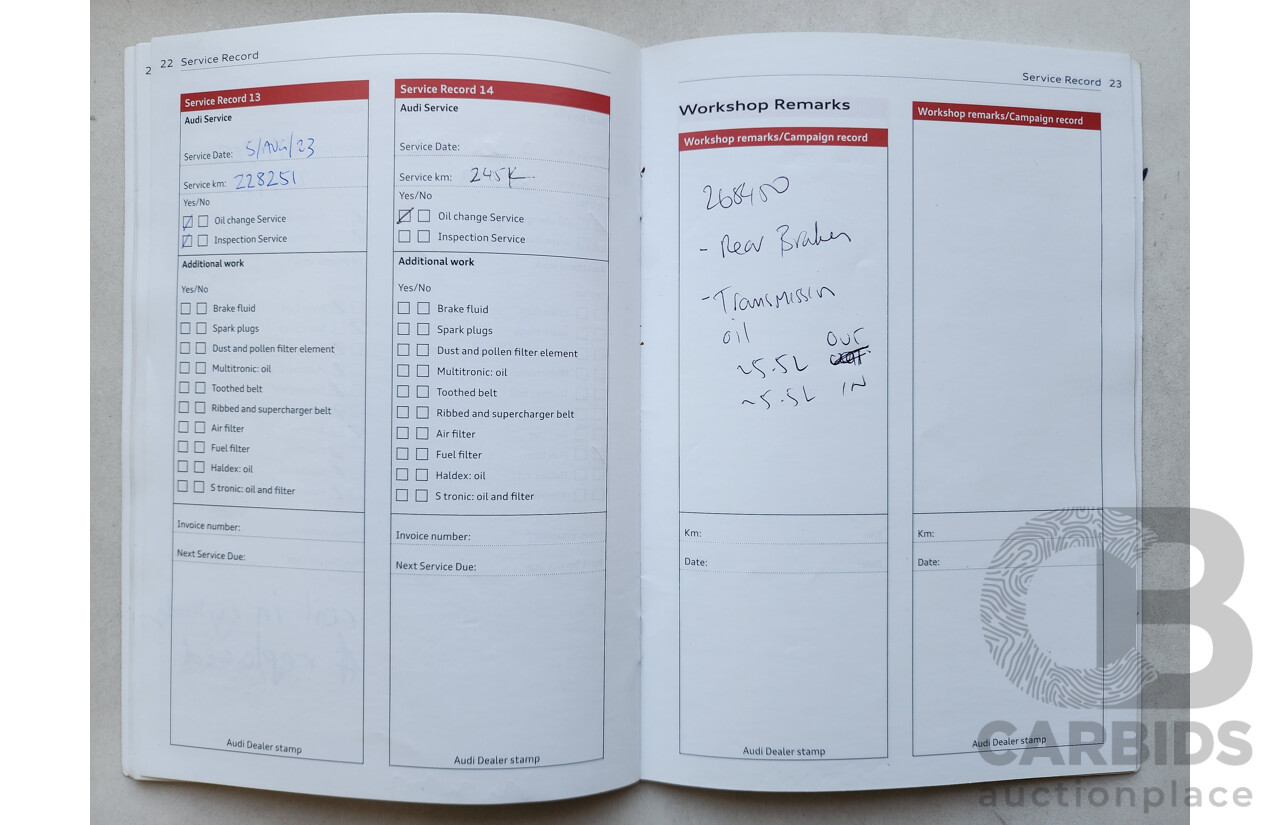 2
22 Service Record
Service Record 13
Audi Service
Service Date: 5/AUG/23
Service km: 228251
Yes/No
Oil change Service
Inspection Service
Additional work
Yes/No
Brake fluid
Spark plugs
Dust and pollen filter element
Multitronic: oil
Toothed belt
Ribbed and supercharger belt
Air filter
Fuel filter
Haldex: oil
S tronic: oil and filter
Invoice number:
Next Service Due:
Audi Dealer stamp
Service Record 14
Audi Service
Service Date:
Service km: 245K
Yes/No
Oil change Service
Inspection Service
Additional work
Yes/No
Brake fluid
Spark plugs
Dust and pollen filter element
Multitronic: oil
Toothed belt
Ribbed and supercharger belt
Air filter
Fuel filter
Haldex: oil
S tronic: oil and filter
Invoice number:
Next Service Due:
Audi Dealer stamp
Service Record 23
Workshop Remarks
Workshop remarks/Campaign record
268450
- Rear Brakes
- Transmission
oil
~5.5L OUT
~5.5L IN
Km:
Date:
Audi Dealer stamp
Workshop remarks/Campaign record
Km:
Date:
Audi Dealer stamp
CB
CARBIDS
auctionplace